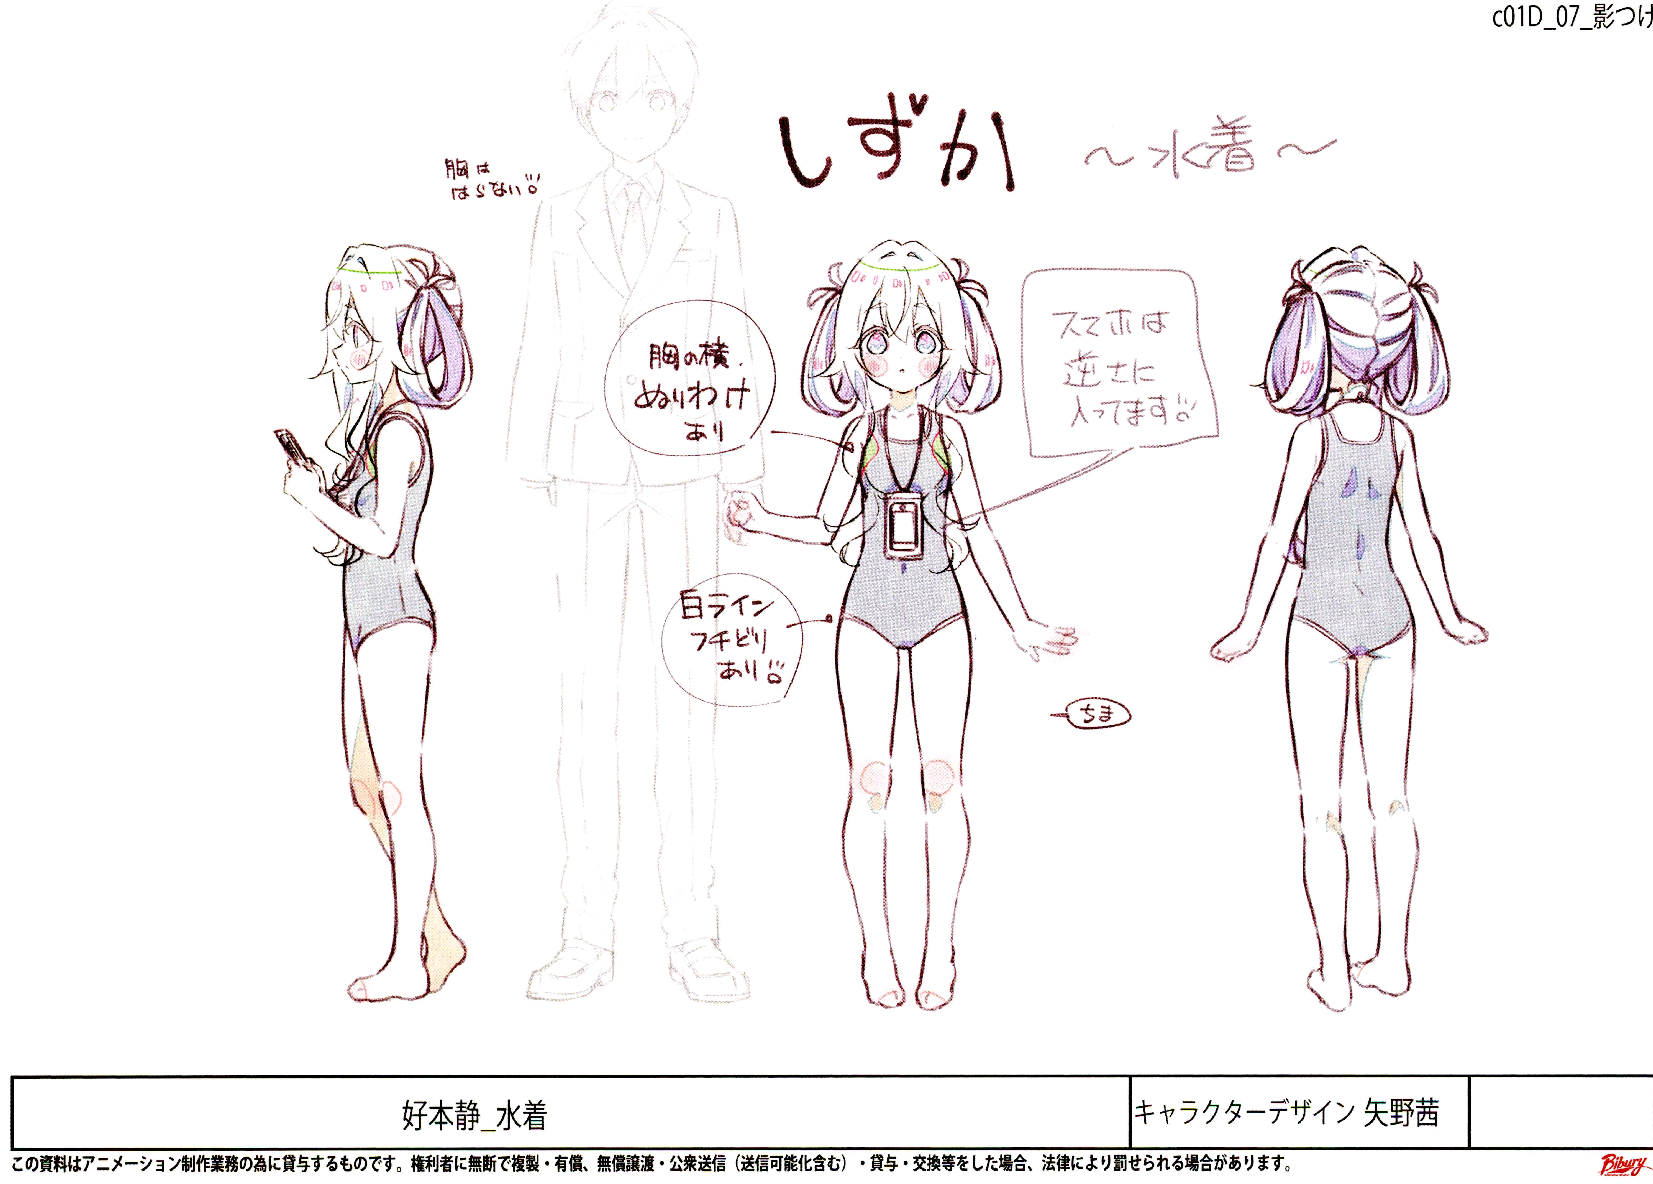 c01D_07_影つけ
しずか ～水着～
胸は
はらない
胸の横
ぬりわけ
あり
スマホは
逆さに
入ってます
白ライン
フチどり
あり
ちま
好本静_水着
キャラクターデザイン 矢野茜
この資料はアニメーション制作業務の為に貸与するものです。権利者に無断で複製・有償、無償譲渡・公衆送信（送信可能化含む）・貸与・交換等をした場合、法律により罰せられる場合があります。
Bibury